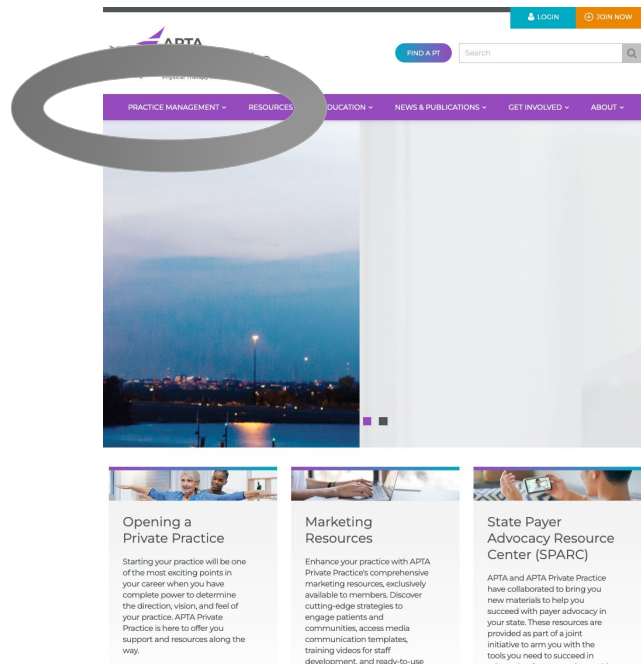 LOGIN
JOIN NOW
APTA
FIND A PT
Search
Physical Therapy
PRACTICE MANAGEMENT
RESOURCES
NEWS & PUBLICATIONS
GET INVOLVED
ABOUT
Opening a
Private Practice
Starting your practice will be one
of the most exciting points in
your career when you have
complete power to determine
the direction, vision, and feel of
your practice. APTA Private
Practice is here to offer you
support and resources along the
way.
Marketing
Resources
Enhance your practice with APTA
Private Practice's comprehensive
marketing resources, exclusively
available to members. Discover
cutting-edge strategies to
engage patients and
communities, access media
communication templates,
training videos for staff
development, and ready-to-use
State Payer
Advocacy Resource
Center (SPARC)
APTA and APTA Private Practice
have collaborated to bring you
new materials to help you
succeed with payer advocacy in
your state. These resources are
provided as part of a joint
initiative to arm you with the
tools you need to succeed in